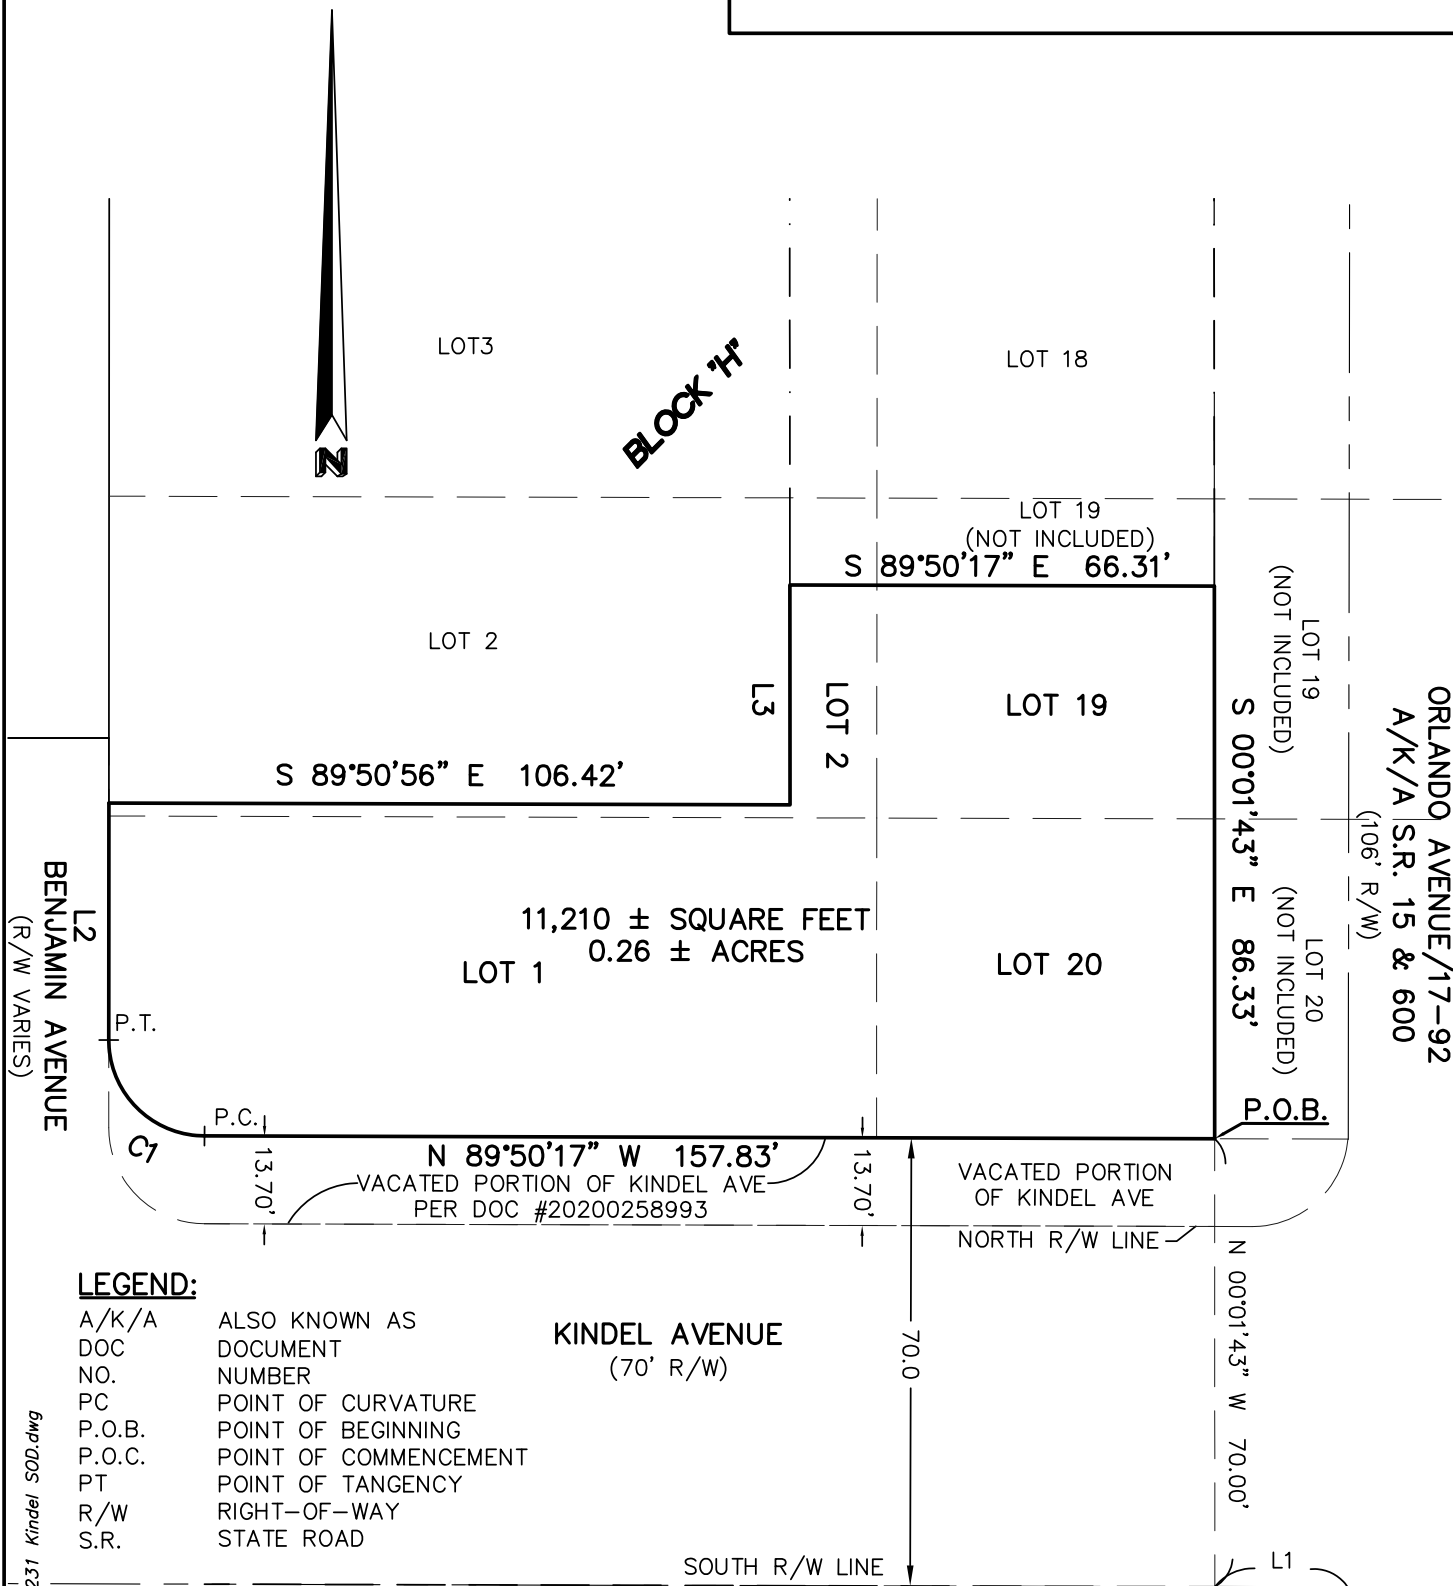 N
LOT3
BLOCK "H"
LOT 18
LOT 19
(NOT INCLUDED)
S 89°50'17" E 66.31'
LOT 2
L3
LOT 2
LOT 19
LOT 19
(NOT INCLUDED)
S 00°01'43" E 86.33'
ORLANDO AVENUE/17-92
A/K/A S.R. 15 & 600
(106' R/W)
S 89°50'56" E 106.42'
11,210 ± SQUARE FEET
0.26 ± ACRES
LOT 1
LOT 20
LOT 20
(NOT INCLUDED)
L2
BENJAMIN AVENUE
(R/W VARIES)
P.T.
P.C.
C1
P.O.B.
N 89°50'17" W 157.83'
13.70'
13.70'
VACATED PORTION OF KINDEL AVE
PER DOC #20200258993
VACATED PORTION
OF KINDEL AVE
NORTH R/W LINE
N 00°01'43" W 70.00'
LEGEND:
A/K/A ALSO KNOWN AS
DOC DOCUMENT
NO. NUMBER
PC POINT OF CURVATURE
P.O.B. POINT OF BEGINNING
P.O.C. POINT OF COMMENCEMENT
PT POINT OF TANGENCY
R/W RIGHT-OF-WAY
S.R. STATE ROAD
KINDEL AVENUE
(70' R/W)
70.0
SOUTH R/W LINE
L1
231 Kindel SOD.dwg